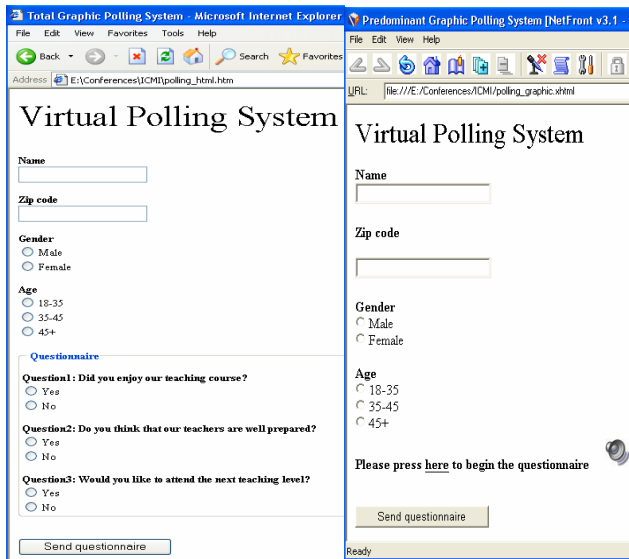 Total Graphic Polling System - Microsoft Internet Explorer
File Edit View Favorites Tools Help
Back Search Favorites
Address E:\Conferences\ICMI\polling_html.htm
Virtual Polling System
Name
Zip code
Gender
Male
Female
Age
18-35
35-45
45+
Questionnaire
Question1: Did you enjoy our teaching course?
Yes
No
Question2: Do you think that our teachers are well prepared?
Yes
No
Question3: Would you like to attend the next teaching level?
Yes
No
Send questionnaire
Predominant Graphic Polling System [NetFront v3.1 -
File Edit View Help
URL: file:///E:/Conferences/ICMI/polling_graphic.xhtml
Virtual Polling System
Name
Zip code
Gender
Male
Female
Age
18-35
35-45
45+
Please press here to begin the questionnaire
Send questionnaire
Ready